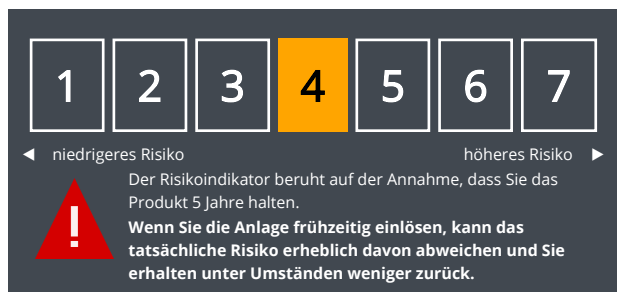 1 2 3 4 5 6 7
niedrigeres Risiko höheres Risiko
Der Risikoindikator beruht auf der Annahme, dass Sie das
Produkt 5 Jahre halten.
Wenn Sie die Anlage frühzeitig einlösen, kann das
tatsächliche Risiko erheblich davon abweichen und Sie
erhalten unter Umständen weniger zurück.
!